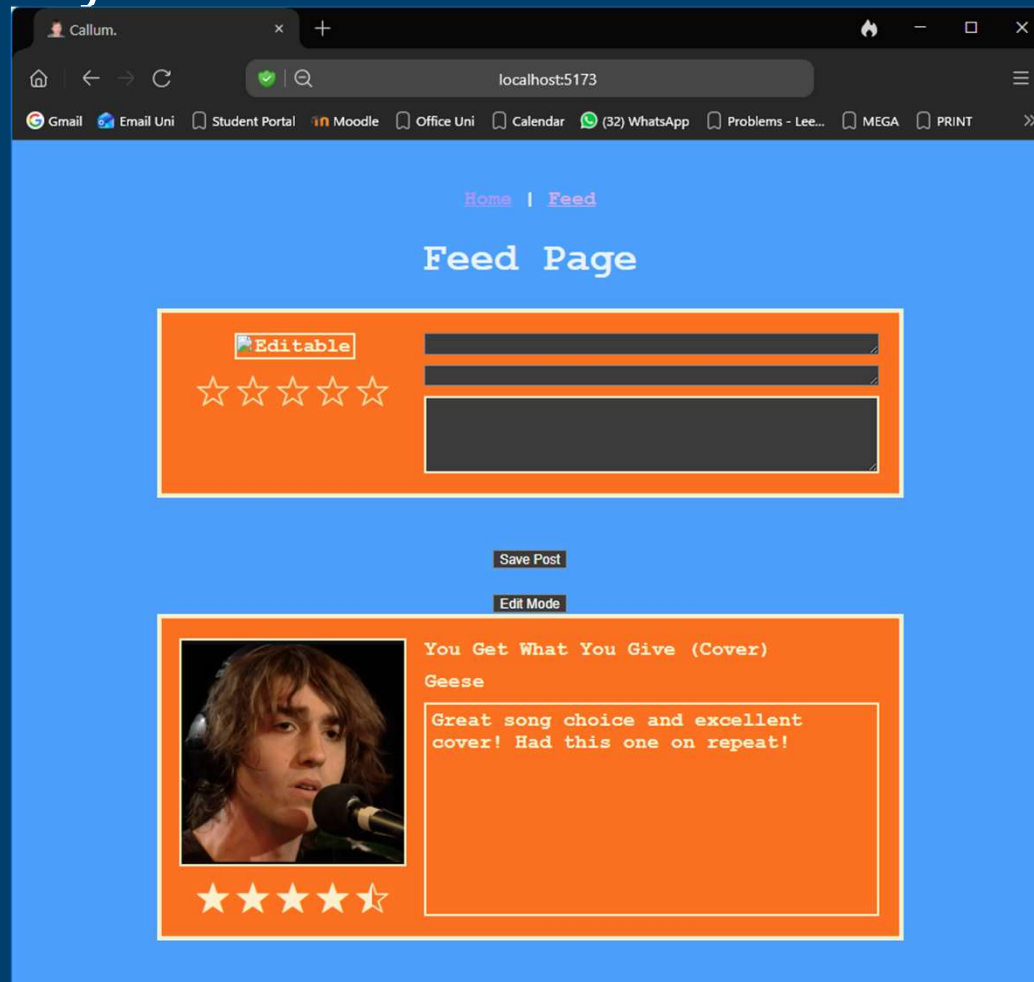 Callum.
localhost:5173
Gmail Email Uni Student Portal Moodle Office Uni Calendar (32) WhatsApp Problems - Lee... MEGA PRINT
Home | Feed
Feed Page
Editable
Save Post
Edit Mode
You Get What You Give (Cover)
Geese
Great song choice and excellent
cover! Had this one on repeat!